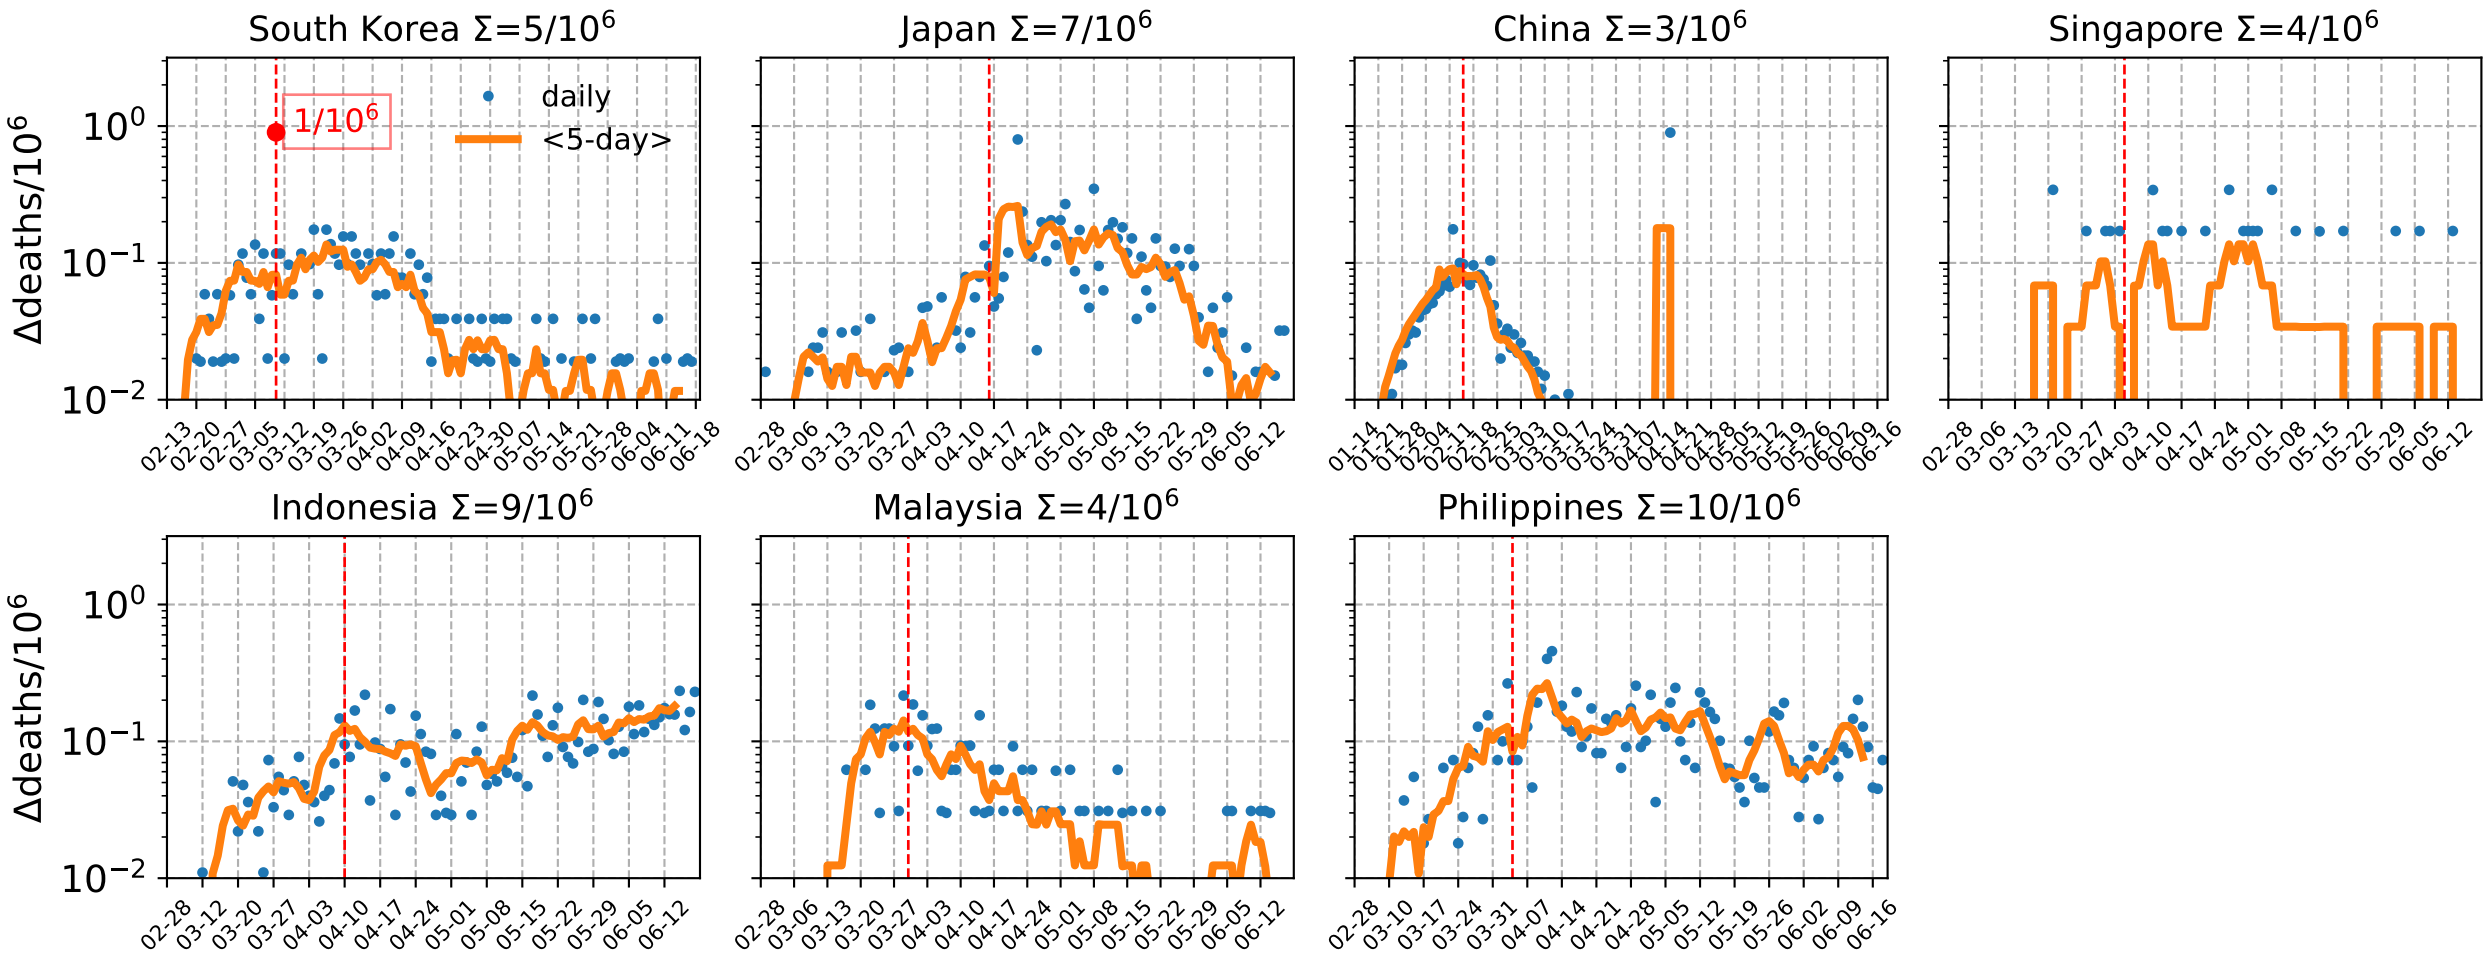 South Korea Σ=5/10⁶
Japan Σ=7/10⁶
China Σ=3/10⁶
Singapore Σ=4/10⁶
Δdeaths/10⁶
10⁰
10⁻¹
10⁻²
1/10⁶
daily
<5-day>
02-13 02-20 02-27 03-05 03-12 03-19 03-26 04-02 04-09 04-16 04-23 04-30 05-07 05-14 05-21 05-28 06-04 06-11 06-18
02-28 03-06 03-13 03-20 03-27 04-03 04-10 04-17 04-24 05-01 05-08 05-15 05-22 05-29 06-05 06-12
01-14 01-21 01-28 02-04 02-11 02-18 02-25 03-03 03-10 03-17 03-24 03-31 04-07 04-14 04-21 04-28 05-05 05-12 05-19 05-26 06-02 06-09 06-16
02-28 03-06 03-13 03-20 03-27 04-03 04-10 04-17 04-24 05-01 05-08 05-15 05-22 05-29 06-05 06-12
Indonesia Σ=9/10⁶
Malaysia Σ=4/10⁶
Philippines Σ=10/10⁶
Δdeaths/10⁶
10⁰
10⁻¹
10⁻²
02-28 03-12 03-20 03-27 04-03 04-10 04-17 04-24 05-01 05-08 05-15 05-22 05-29 06-05 06-12
02-28 03-06 03-13 03-20 03-27 04-03 04-10 04-17 04-24 05-01 05-08 05-15 05-22 05-29 06-05 06-12
02-28 03-10 03-17 03-24 03-31 04-07 04-14 04-21 04-28 05-05 05-12 05-19 05-26 06-02 06-09 06-16